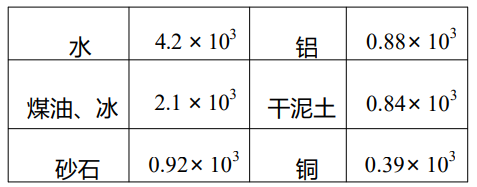 水 4.2 × 10³ 铝 0.88× 10³
煤油、冰 2.1 × 10³ 干泥土 0.84× 10³
砂石 0.92× 10³ 铜 0.39× 10³